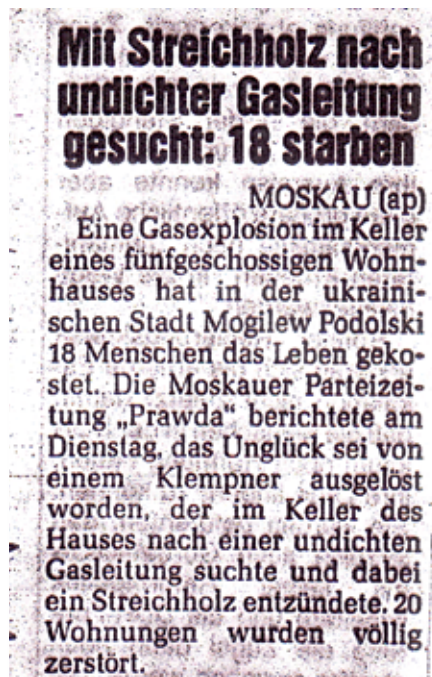 Mit Streichholz nach
undichter Gasleitung
gesucht: 18 starben
MOSKAU (ap)
Eine Gasexplosion im Keller
eines fünfgeschossigen Wohn-
hauses hat in der ukraini-
schen Stadt Mogilew Podolski
18 Menschen das Leben geko-
stet. Die Moskauer Parteizei-
tung „Prawda“ berichtete am
Dienstag, das Unglück sei von
einem Klempner ausgelöst
worden, der im Keller des
Hauses nach einer undichten
Gasleitung suchte und dabei
ein Streichholz entzündete. 20
Wohnungen wurden völlig
zerstört.